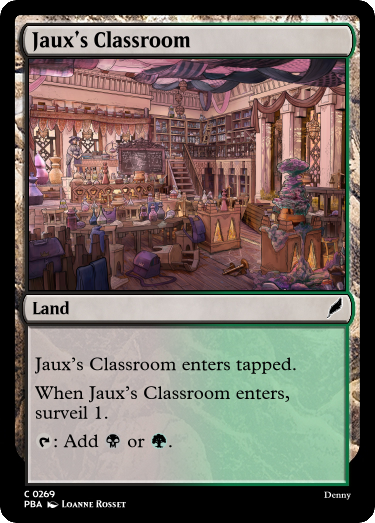 Jaux's Classroom
Land
Jaux's Classroom enters tapped.
When Jaux's Classroom enters,
surveil 1.
: Add or .
C 0269
PBA Loanne Rosset
Denny